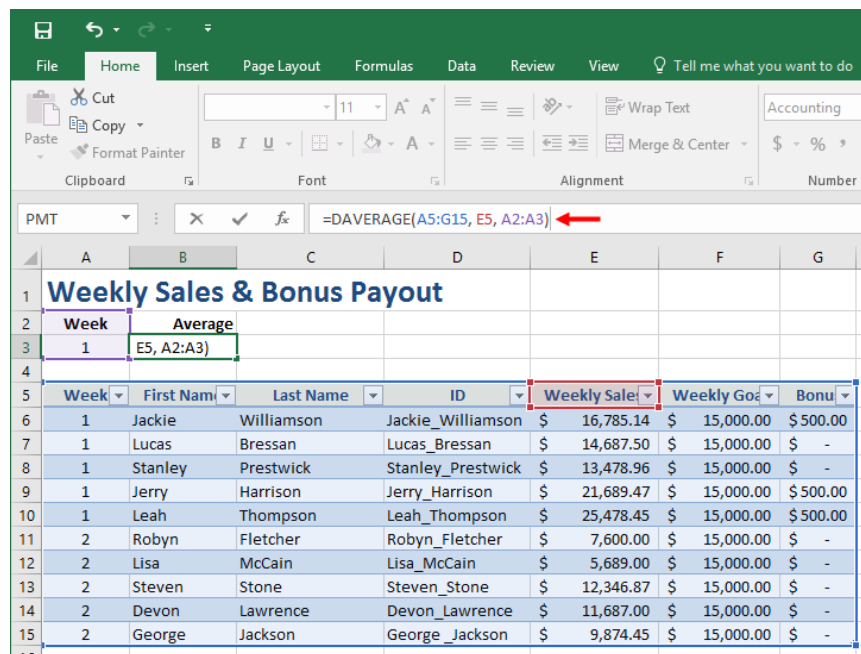 File Home Insert Page Layout Formulas Data Review View Tell me what you want to do
Cut
Copy
Paste
Format Painter
11 A A
Wrap Text
Accounting
B I U A
Merge & Center
$ % ,
Clipboard Font Alignment Number
PMT fx =DAVERAGE(A5:G15, E5, A2:A3)
A B C D E F G
1 Weekly Sales & Bonus Payout
2 Week Average
3 1 E5, A2:A3)
4
5 Week First Nam Last Name ID Weekly Sale Weekly Goa Bonu
6 1 Jackie Williamson Jackie_Williamson $ 16,785.14 $ 15,000.00 $ 500.00
7 1 Lucas Bressan Lucas_Bressan $ 14,687.50 $ 15,000.00 $ -
8 1 Stanley Prestwick Stanley_Prestwick $ 13,478.96 $ 15,000.00 $ -
9 1 Jerry Harrison Jerry_Harrison $ 21,689.47 $ 15,000.00 $ 500.00
10 1 Leah Thompson Leah_Thompson $ 25,478.45 $ 15,000.00 $ 500.00
11 2 Robyn Fletcher Robyn_Fletcher $ 7,600.00 $ 15,000.00 $ -
12 2 Lisa McCain Lisa_McCain $ 5,689.00 $ 15,000.00 $ -
13 2 Steven Stone Steven_Stone $ 12,346.87 $ 15,000.00 $ -
14 2 Devon Lawrence Devon_Lawrence $ 11,687.00 $ 15,000.00 $ -
15 2 George Jackson George _Jackson $ 9,874.45 $ 15,000.00 $ -